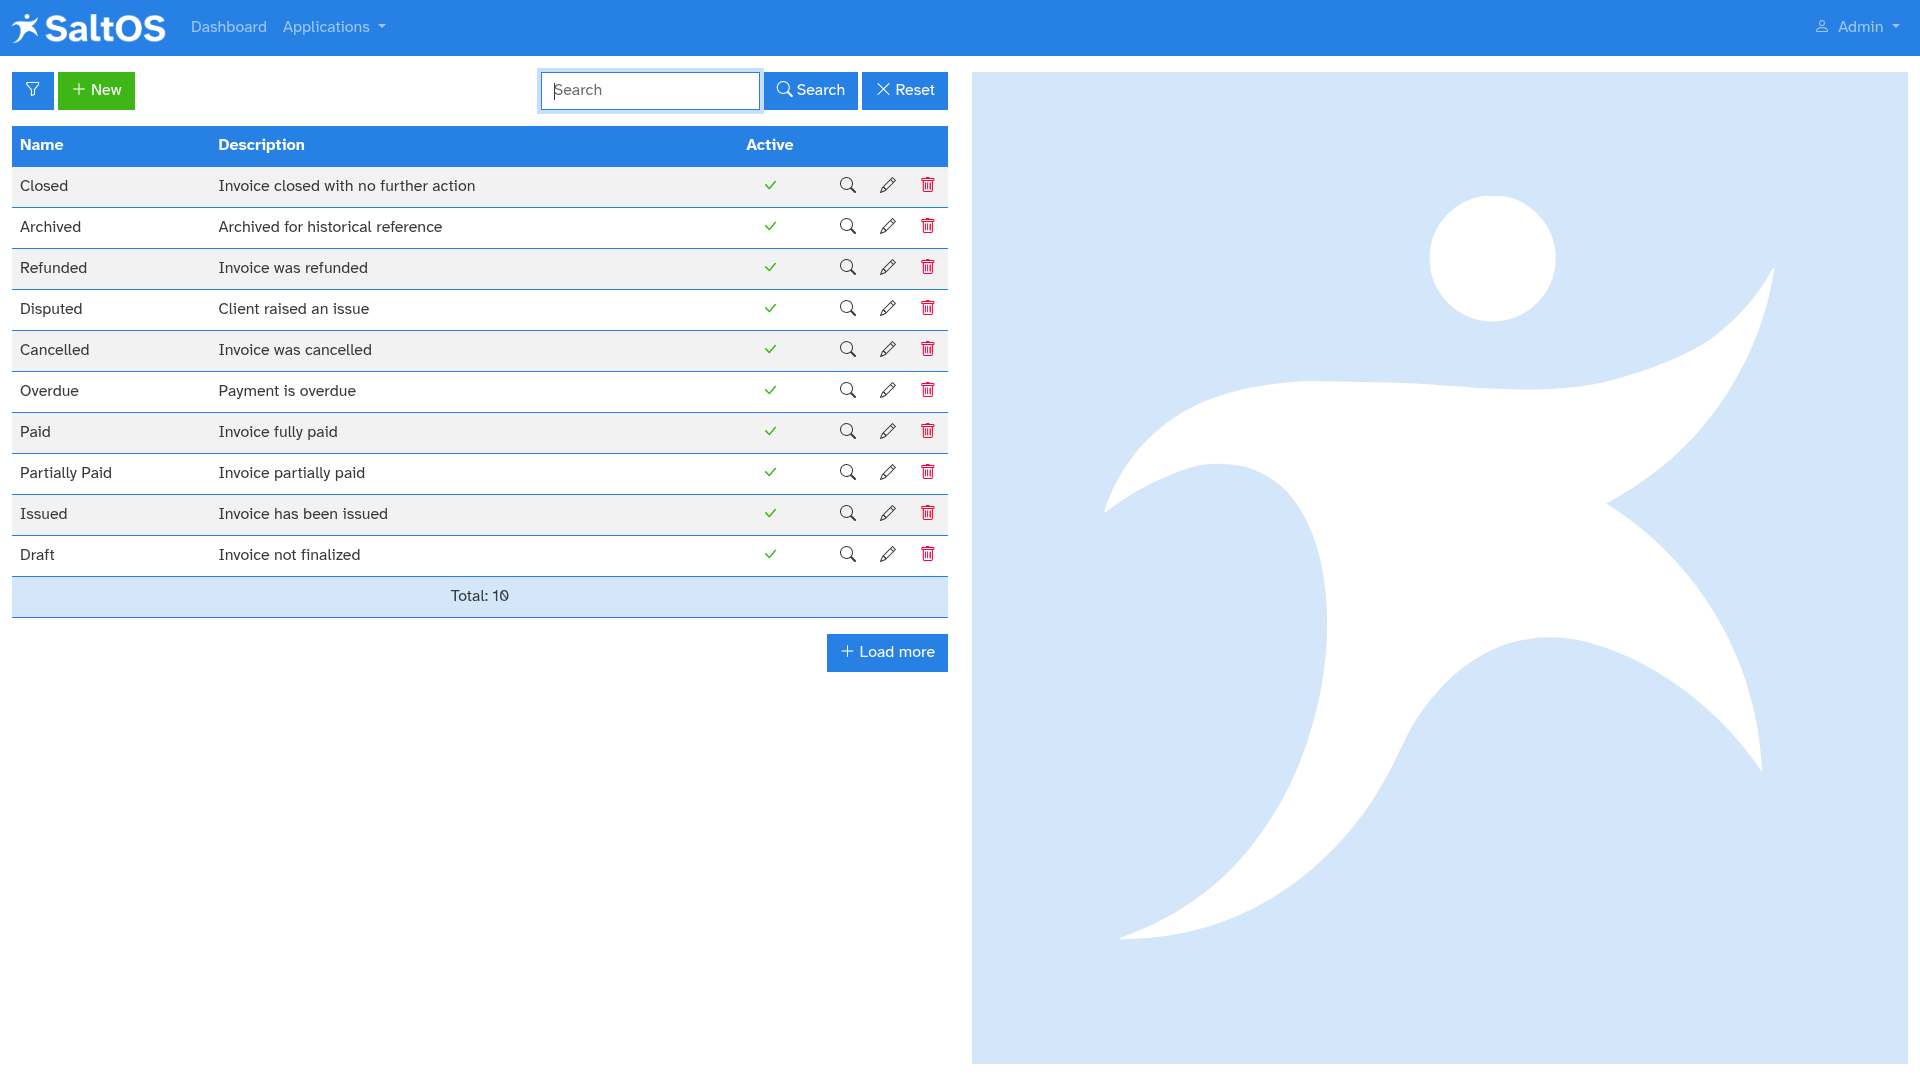 SaltOS Dashboard Applications Admin
New Search Search Reset
Name Description Active
Closed Invoice closed with no further action
Archived Archived for historical reference
Refunded Invoice was refunded
Disputed Client raised an issue
Cancelled Invoice was cancelled
Overdue Payment is overdue
Paid Invoice fully paid
Partially Paid Invoice partially paid
Issued Invoice has been issued
Draft Invoice not finalized
Total: 10
Load more